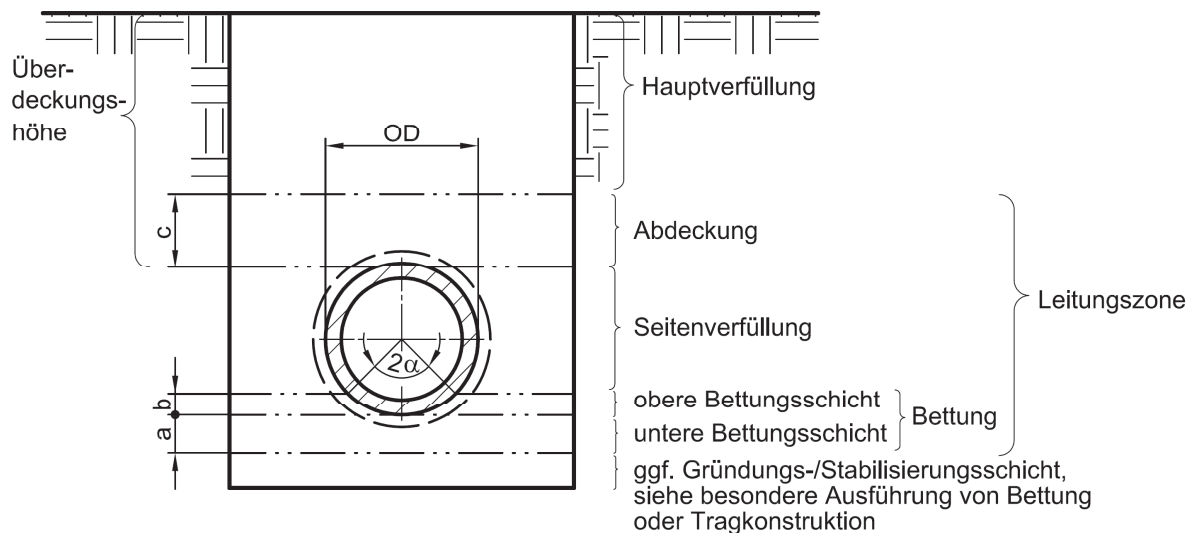 Über-
deckungs-
höhe
OD
Hauptverfüllung
c
Abdeckung
Seitenverfüllung
Leitungszone
2α
b
obere Bettungsschicht
Bettung
a
untere Bettungsschicht
ggf. Gründungs-/Stabilisierungsschicht,
siehe besondere Ausführung von Bettung
oder Tragkonstruktion